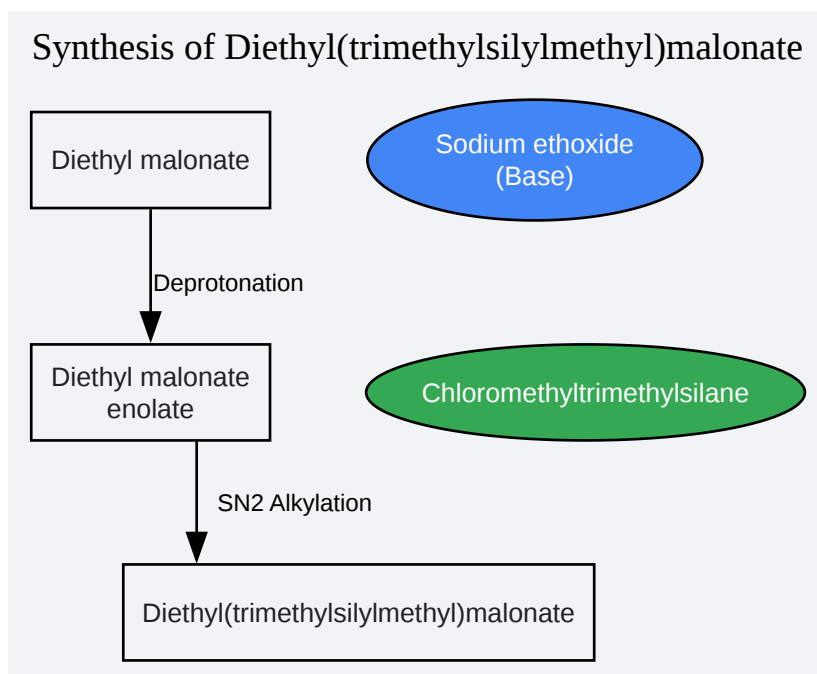 Synthesis of Diethyl(trimethylsilylmethyl)malonate
Diethyl malonate
Sodium ethoxide
(Base)
Deprotonation
Diethyl malonate
enolate
Chloromethyltrimethylsilane
SN2 Alkylation
Diethyl(trimethylsilylmethyl)malonate